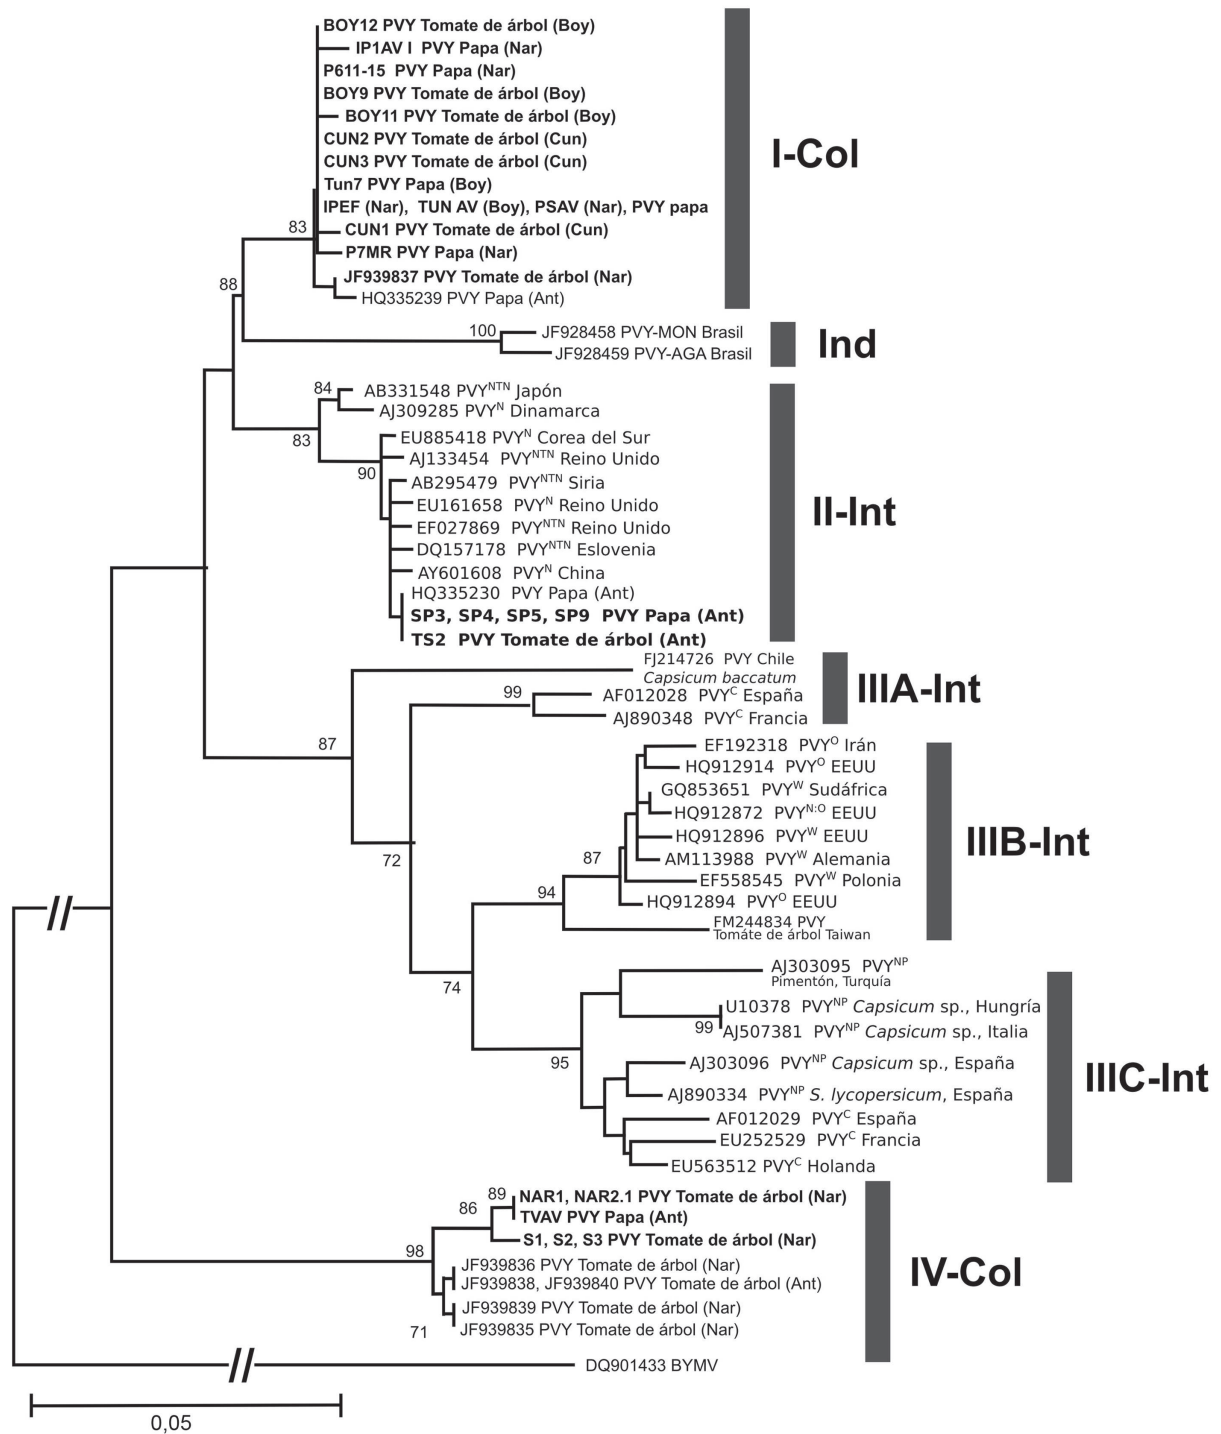 BOY12 PVY Tomate de árbol (Boy)
IP1AV I PVY Papa (Nar)
P611-15 PVY Papa (Nar)
BOY9 PVY Tomate de árbol (Boy)
BOY11 PVY Tomate de árbol (Boy)
CUN2 PVY Tomate de árbol (Cun)
CUN3 PVY Tomate de árbol (Cun)
Tun7 PVY Papa (Boy)
IPEF (Nar), TUN AV (Boy), PSAV (Nar), PVY papa
CUN1 PVY Tomate de árbol (Cun)
P7MR PVY Papa (Nar)
JF939837 PVY Tomate de árbol (Nar)
HQ335239 PVY Papa (Ant)
I-Col
83
88
100
JF928458 PVY-MON Brasil
JF928459 PVY-AGA Brasil
Ind
84
83
90
AB331548 PVYNTN Japón
AJ309285 PVYN Dinamarca
EU885418 PVYN Corea del Sur
AJ133454 PVYNTN Reino Unido
AB295479 PVYNTN Siria
EU161658 PVYN Reino Unido
EF027869 PVYNTN Reino Unido
DQ157178 PVYNTN Eslovenia
AY601608 PVYN China
HQ335230 PVY Papa (Ant)
SP3, SP4, SP5, SP9 PVY Papa (Ant)
TS2 PVY Tomate de árbol (Ant)
II-Int
FJ214726 PVY Chile
Capsicum baccatum
99
AF012028 PVYC España
AJ890348 PVYC Francia
IIIA-Int
87
72
EF192318 PVYO Irán
HQ912914 PVYO EEUU
GQ853651 PVYW Sudáfrica
HQ912872 PVYN:O EEUU
HQ912896 PVYW EEUU
AM113988 PVYW Alemania
EF558545 PVYW Polonia
HQ912894 PVYO EEUU
FM244834 PVY
Tomáte de árbol Taiwan
87
94
IIIB-Int
74
AJ303095 PVYNP
Pimentón, Turquía
U10378 PVYNP Capsicum sp., Hungría
99
AJ507381 PVYNP Capsicum sp., Italia
95
AJ303096 PVYNP Capsicum sp., España
AJ890334 PVYNP S. lycopersicum, España
AF012029 PVYC España
EU252529 PVYC Francia
EU563512 PVYC Holanda
IIIC-Int
89
86
98
NAR1, NAR2.1 PVY Tomate de árbol (Nar)
TVAV PVY Papa (Ant)
S1, S2, S3 PVY Tomate de árbol (Nar)
JF939836 PVY Tomate de árbol (Nar)
JF939838, JF939840 PVY Tomate de árbol (Ant)
JF939839 PVY Tomate de árbol (Nar)
71
JF939835 PVY Tomate de árbol (Nar)
IV-Col
DQ901433 BYMV
0,05